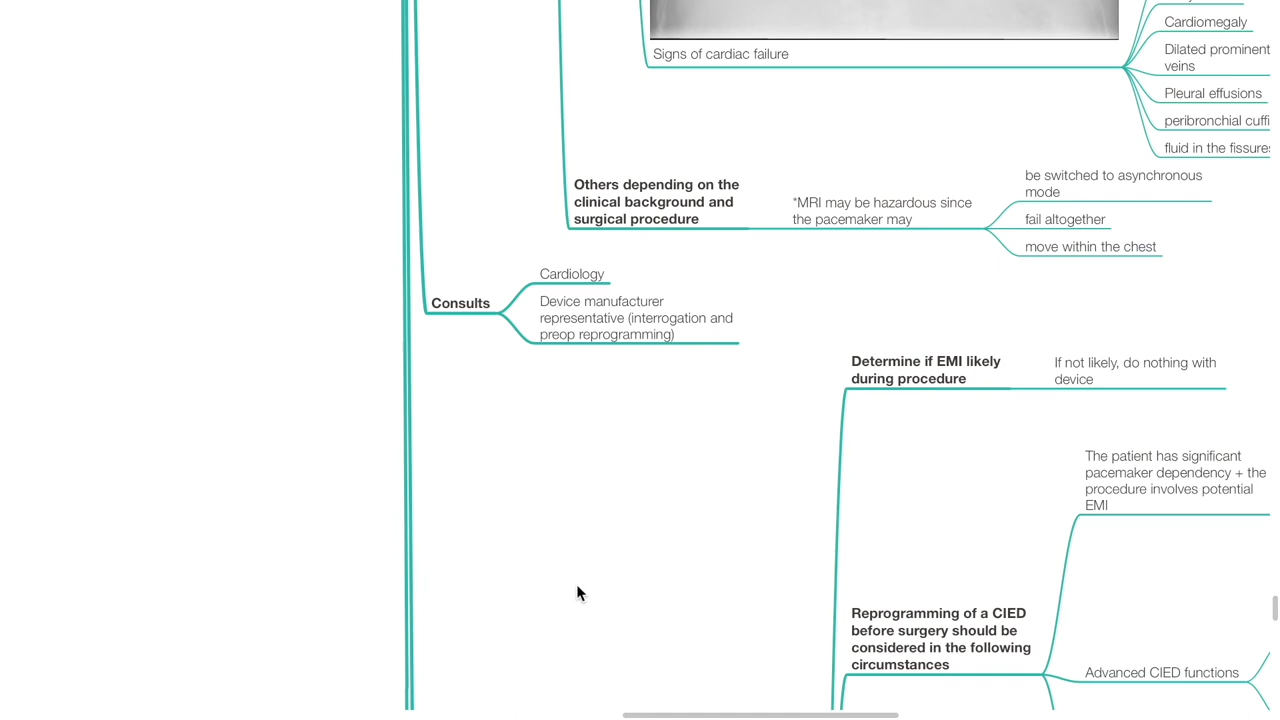 Cardiomegaly
Signs of cardiac failure
Dilated prominent
veins
Pleural effusions
peribronchial
fluid in the fissures
be switched to asynchronous
mode
Others depending on the
clinical background and
surgical procedure
*MRI may be hazardous since
the pacemaker may
fail altogether
move within the chest
Cardiology
Consults
Device manufacturer
representative (interrogation and
preop reprogramming)
Determine if EMI likely
during procedure
If not likely, do nothing with
device
The patient has significant
pacemaker dependency + the
procedure involves potential
EMI
Reprogramming of a CIED
before surgery should be
considered in the following
circumstances
Advanced CIED functions